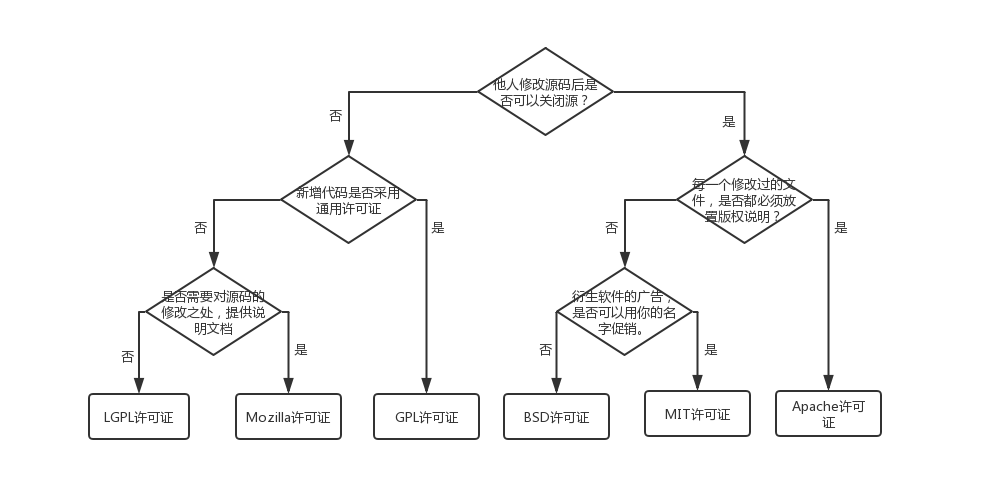 他人修改源码后是
否可以关闭源？
否
是
新增代码是否采用
通用许可证
每一个修改过的文
件，是否都必须放
置版权说明？
否
是
否
是
是否需要对源码的
修改之处，提供说
明文档
衍生软件的广告，
是否可以用你的名
字促销。
否
是
否
是
LGPL许可证
Mozilla许可证
GPL许可证
BSD许可证
MIT许可证
Apache许可
证